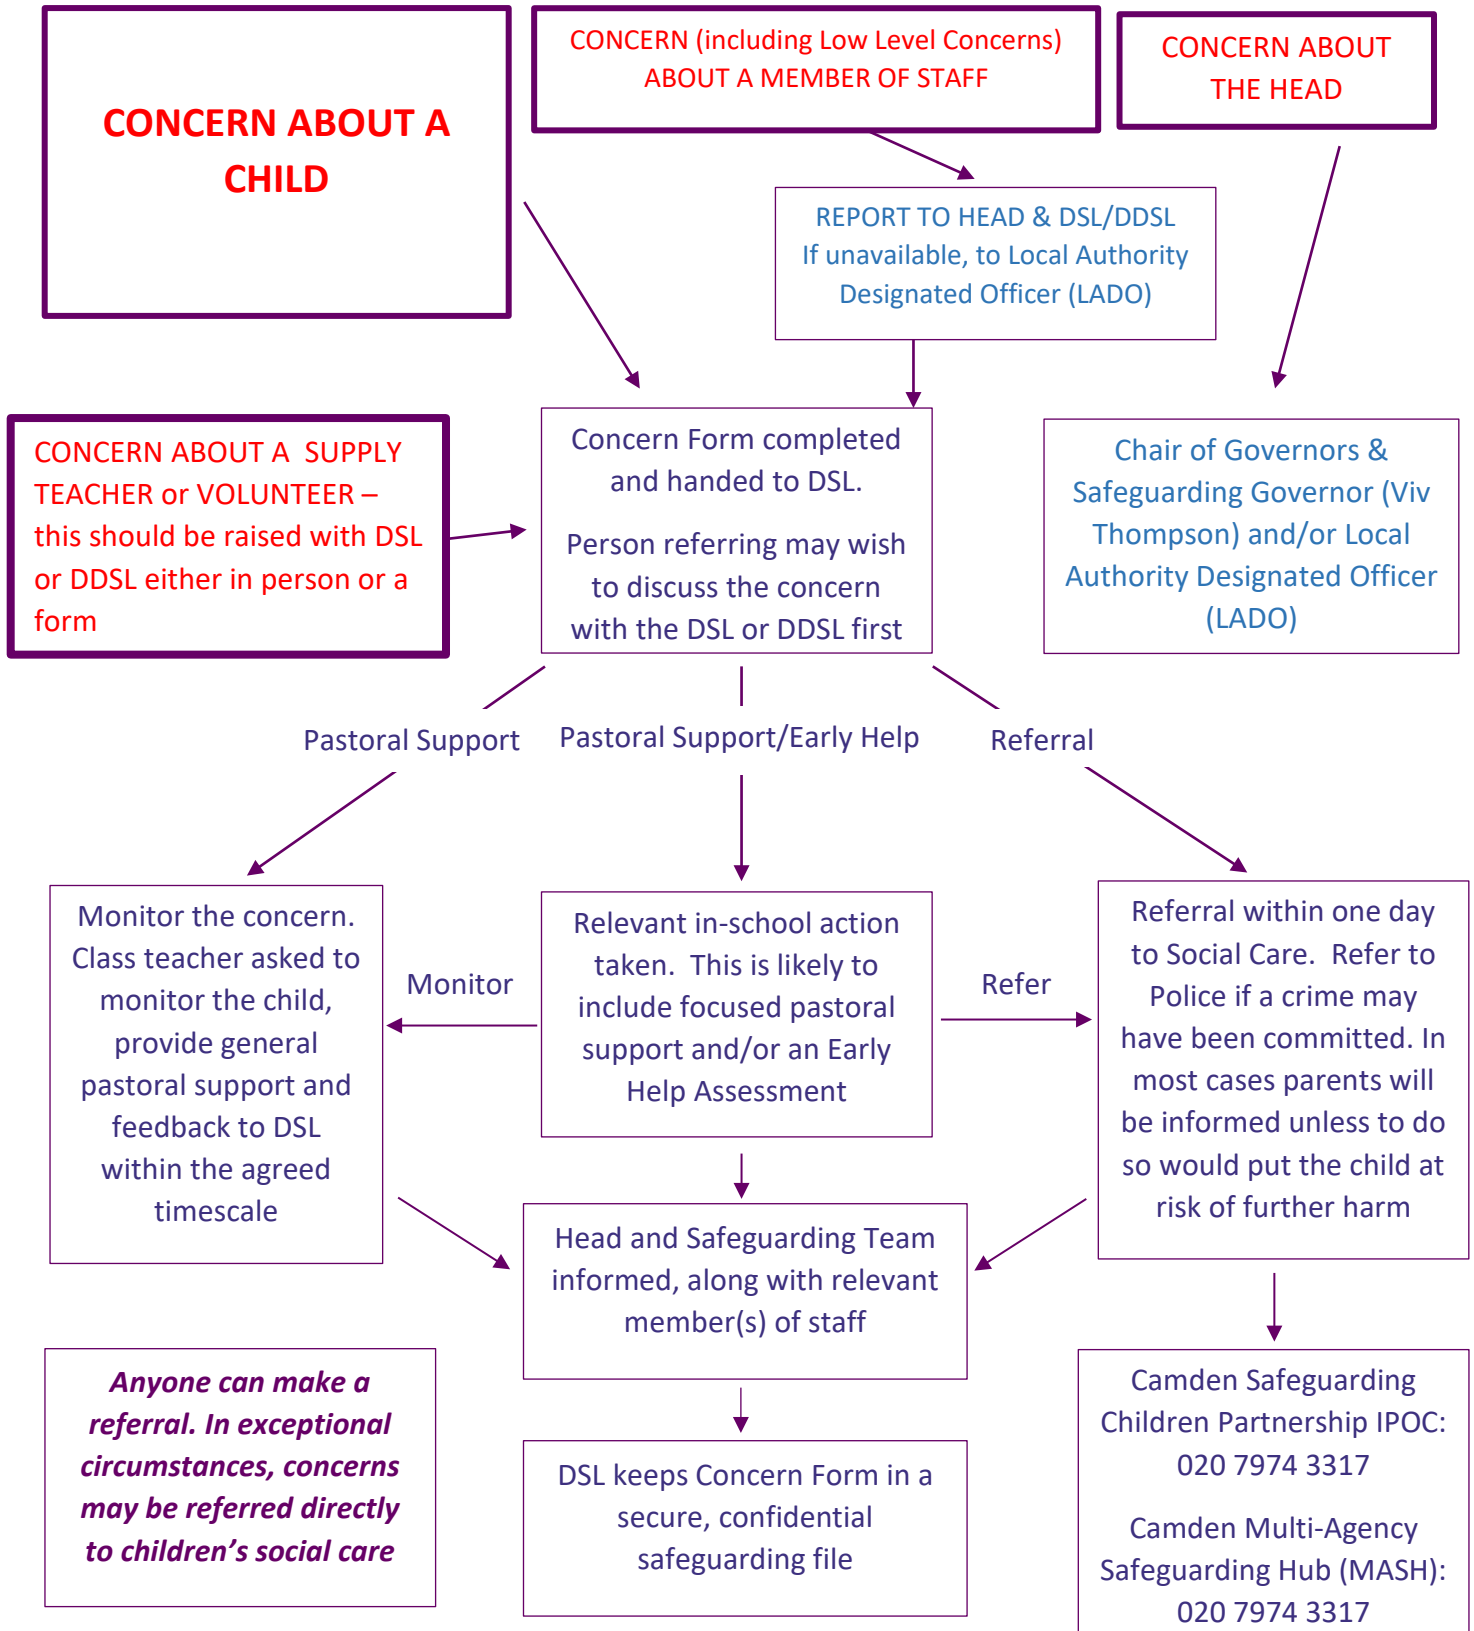 CONCERN ABOUT A
CHILD
CONCERN (including Low Level Concerns)
ABOUT A MEMBER OF STAFF
CONCERN ABOUT
THE HEAD
REPORT TO HEAD & DSL/DDSL
If unavailable, to Local Authority
Designated Officer (LADO)
CONCERN ABOUT A  SUPPLY
TEACHER or VOLUNTEER –
this should be raised with DSL
or DDSL either in person or a
form
Concern Form completed
and handed to DSL.
Person referring may wish
to discuss the concern
with the DSL or DDSL first
Chair of Governors &
Safeguarding Governor (Viv
Thompson) and/or Local
Authority Designated Officer
(LADO)
Pastoral Support
Pastoral Support/Early Help
Referral
Monitor the concern.
Class teacher asked to
monitor the child,
provide general
pastoral support and
feedback to DSL
within the agreed
timescale
Monitor
Relevant in-school action
taken.  This is likely to
include focused pastoral
support and/or an Early
Help Assessment
Refer
Referral within one day
to Social Care.  Refer to
Police if a crime may
have been committed. In
most cases parents will
be informed unless to do
so would put the child at
risk of further harm
Head and Safeguarding Team
informed, along with relevant
member(s) of staff
Anyone can make a
referral. In exceptional
circumstances, concerns
may be referred directly
to children’s social care
DSL keeps Concern Form in a
secure, confidential
safeguarding file
Camden Safeguarding
Children Partnership IPOC:
020 7974 3317
Camden Multi-Agency
Safeguarding Hub (MASH):
020 7974 3317